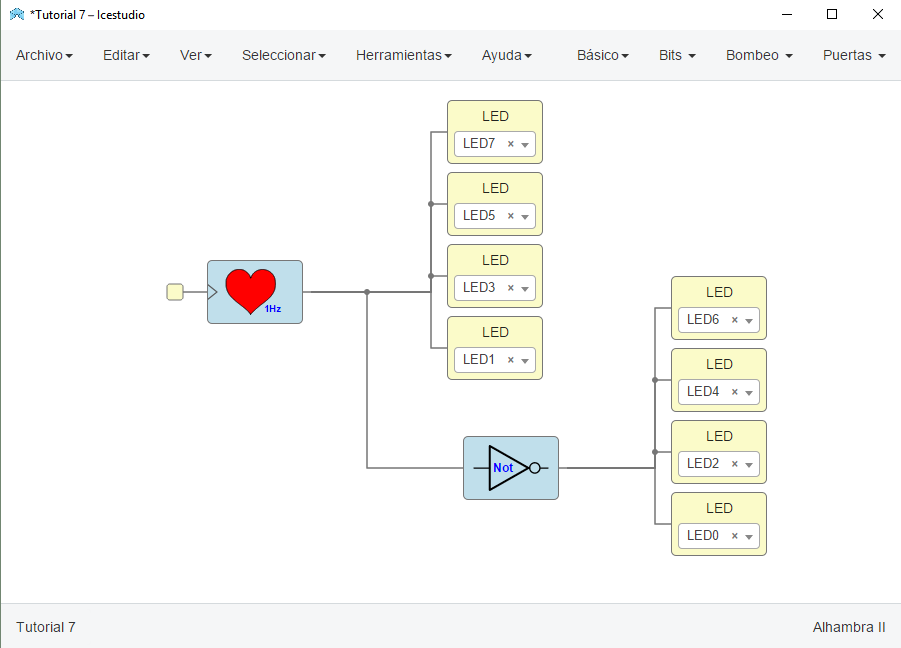 *Tutorial 7 – Icestudio
Archivo Editar Ver Seleccionar Herramientas Ayuda Básico Bits Bombeo Puertas
LED
LED7 ×
LED
LED5 ×
LED
LED3 ×
LED
LED1 ×
1Hz
LED
LED6 ×
LED
LED4 ×
LED
LED2 ×
LED
LED0 ×
Not
Tutorial 7 Alhambra II